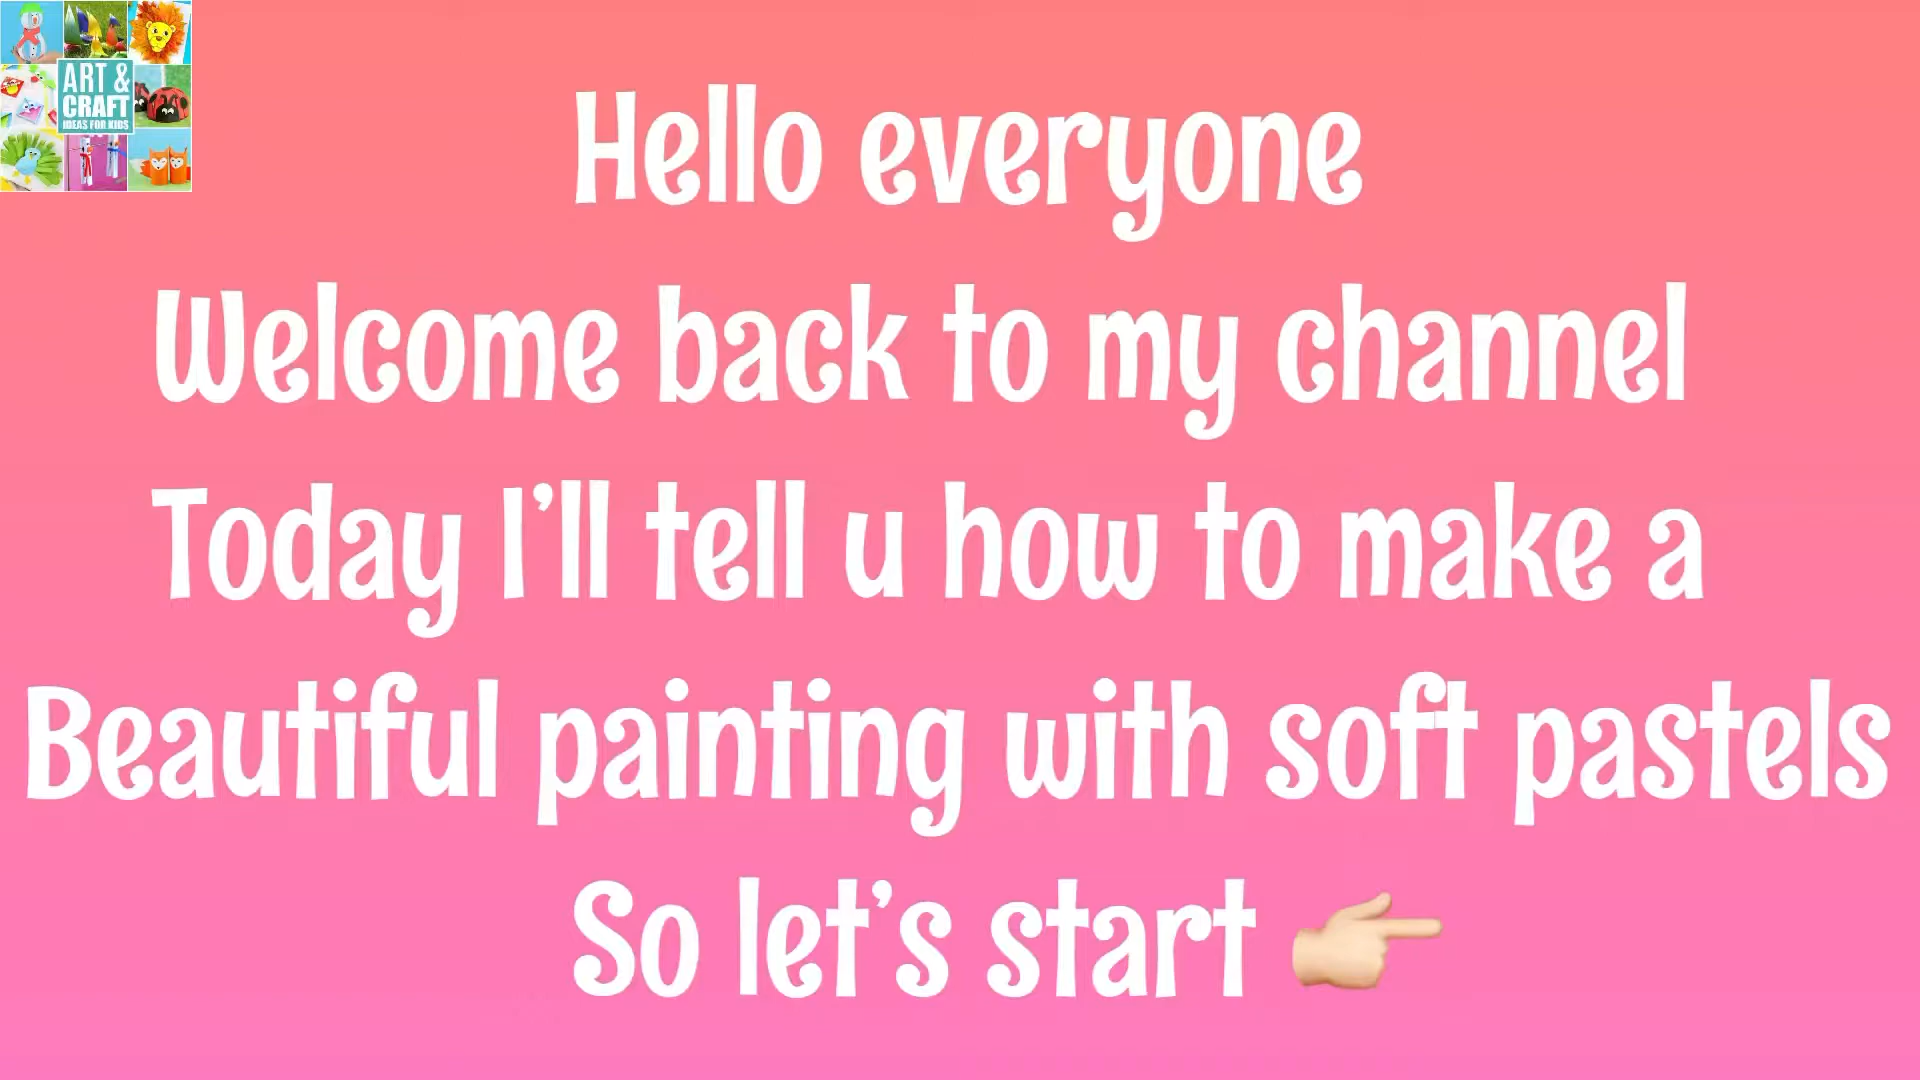 ART &
CRAFT
IDEAS FOR KIDS
Hello everyone
Welcome back to my channel
Today I'll tell u how to make a
Beautiful painting with soft pastels
So let's start 👉🏻